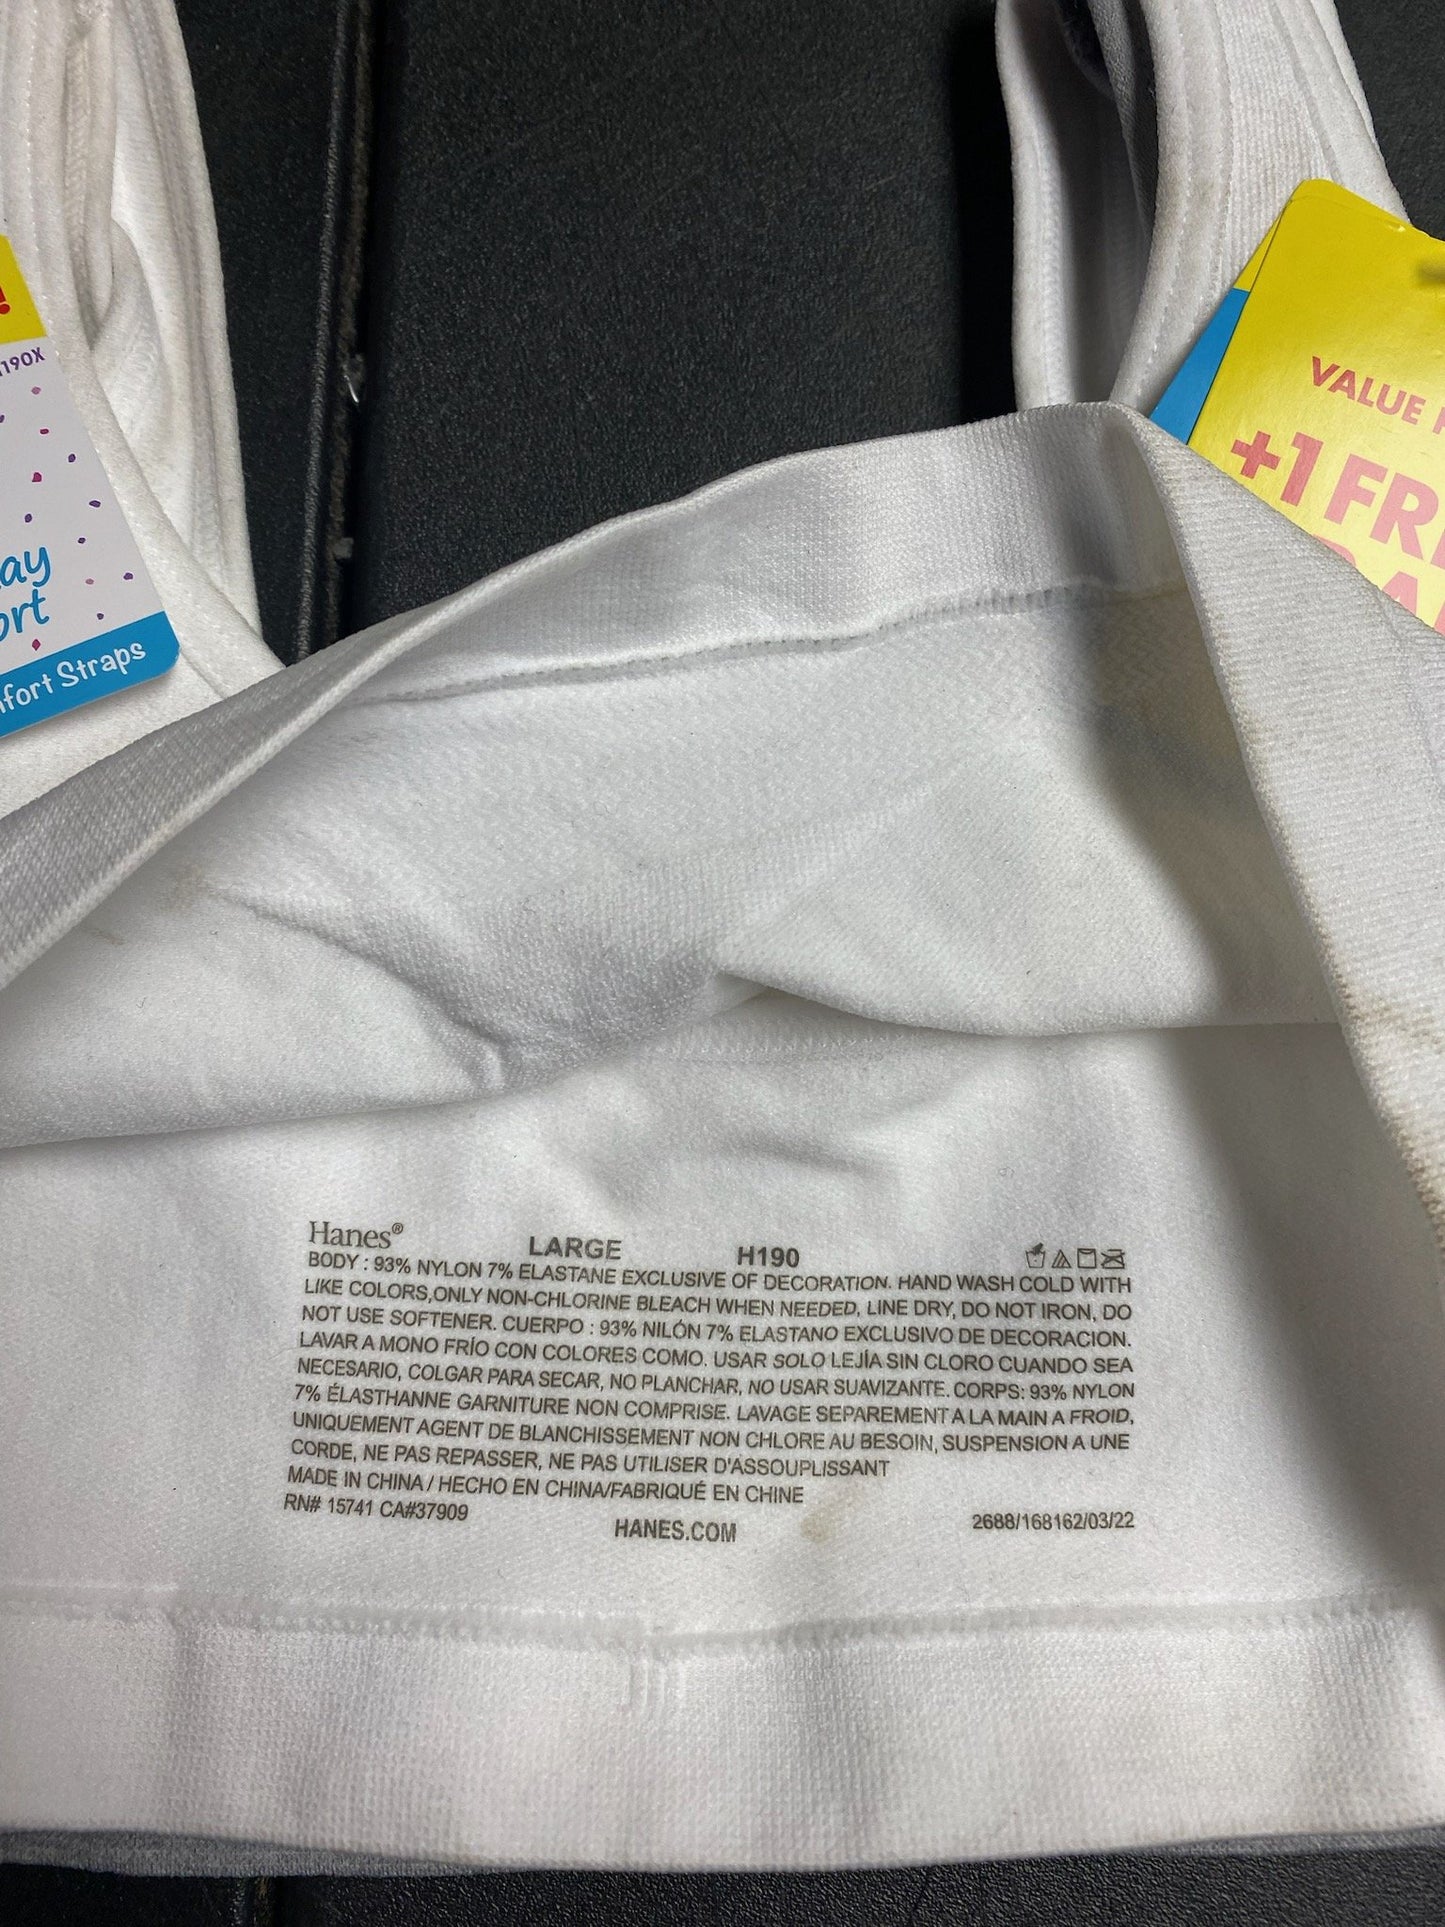 !
190X
VALUE
+1 FR
ay
ort
fort Straps
Hanes® LARGE H190
BODY : 93% NYLON 7% ELASTANE EXCLUSIVE OF DECORATION. HAND WASH COLD WITH
LIKE COLORS,ONLY NON-CHLORINE BLEACH WHEN NEEDED, LINE DRY, DO NOT IRON, DO
NOT USE SOFTENER. CUERPO : 93% NILÓN 7% ELASTANO EXCLUSIVO DE DECORACION.
LAVAR A MONO FRÍO CON COLORES COMO. USAR SOLO LEJÍA SIN CLORO CUANDO SEA
NECESARIO, COLGAR PARA SECAR, NO PLANCHAR, NO USAR SUAVIZANTE. CORPS: 93% NYLON
7% ÉLASTHANNE GARNITURE NON COMPRISE. LAVAGE SEPAREMENT A LA MAIN A FROID,
UNIQUEMENT AGENT DE BLANCHISSEMENT NON CHLORE AU BESOIN, SUSPENSION A UNE
CORDE, NE PAS REPASSER, NE PAS UTILISER D'ASSOUPLISSANT
MADE IN CHINA / HECHO EN CHINA/FABRIQUÉ EN CHINE
RN# 15741 CA#37909
HANES.COM
2688/168162/03/22